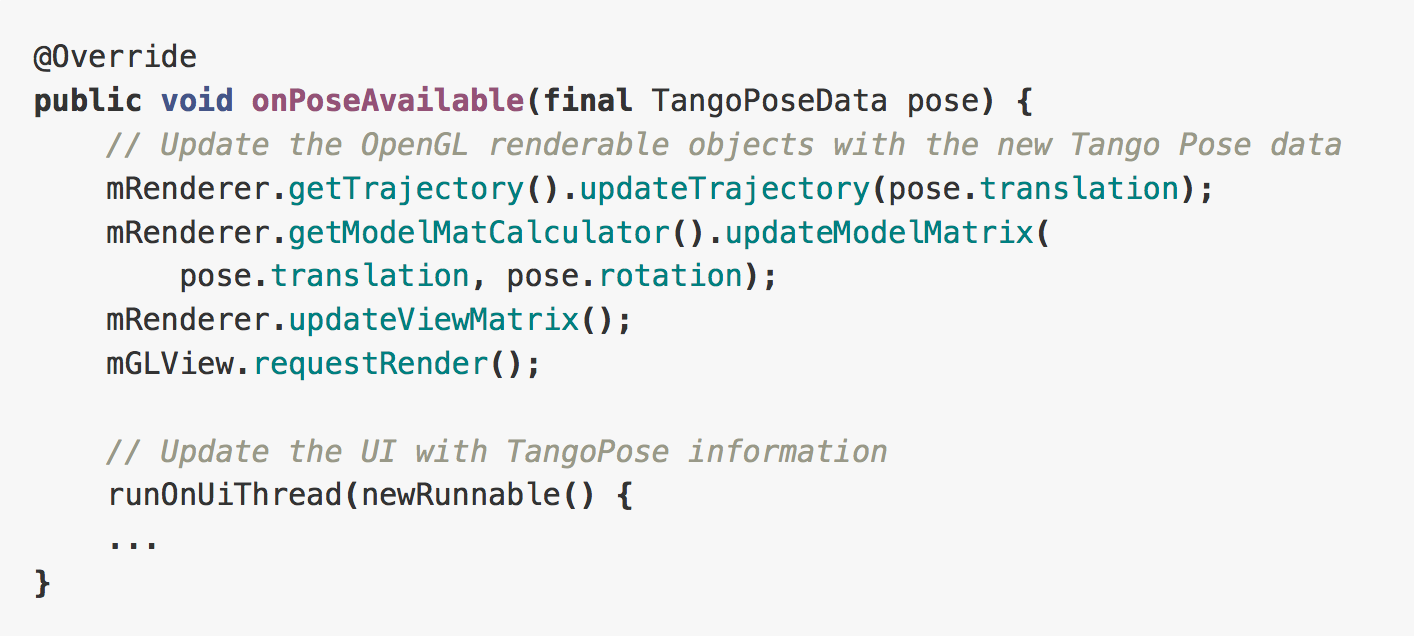 @Override
public void onPoseAvailable(final TangoPoseData pose) {
    // Update the OpenGL renderable objects with the new Tango Pose data
    mRenderer.getTrajectory().updateTrajectory(pose.translation);
    mRenderer.getModelMatCalculator().updateModelMatrix(
        pose.translation, pose.rotation);
    mRenderer.updateViewMatrix();
    mGLView.requestRender();

    // Update the UI with TangoPose information
    runOnUiThread(newRunnable() {
    ...
}